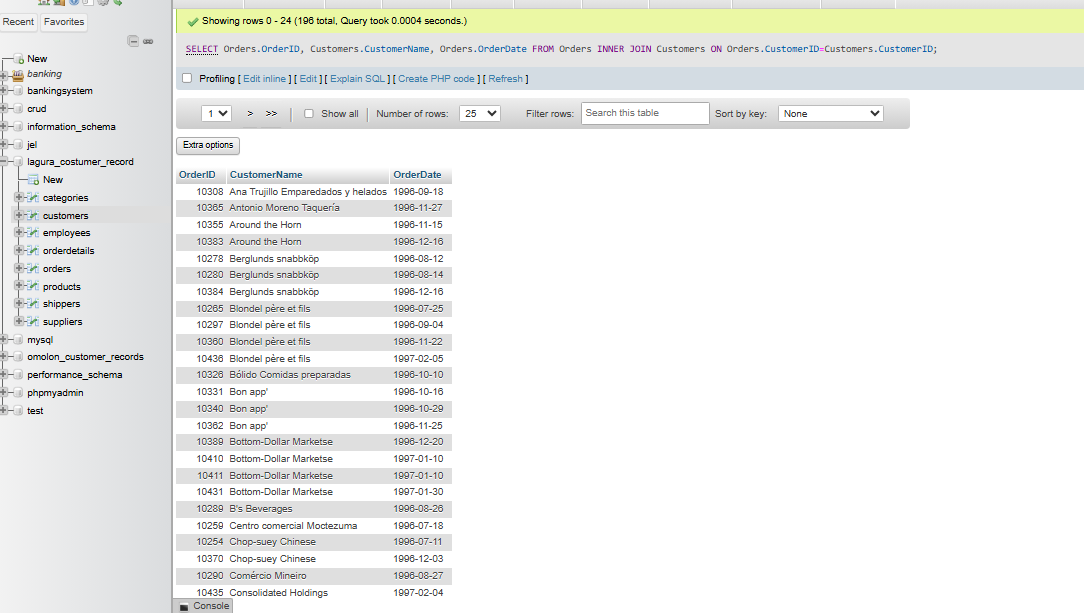 Recent Favorites
New
banking
bankingsystem
crud
information_schema
jel
lagura_costumer_record
New
categories
customers
employees
orderdetails
orders
products
shippers
suppliers
mysql
omolon_customer_records
performance_schema
phpmyadmin
test
Showing rows 0 - 24 (196 total, Query took 0.0004 seconds.)
SELECT Orders.OrderID, Customers.CustomerName, Orders.OrderDate FROM Orders INNER JOIN Customers ON Orders.CustomerID=Customers.CustomerID;
Profiling [ Edit inline ] [ Edit ] [ Explain SQL ] [ Create PHP code ] [ Refresh ]
1 > >> Show all Number of rows: 25 Filter rows: Search this table Sort by key: None
Extra options
OrderID CustomerName OrderDate
10308 Ana Trujillo Emparedados y helados 1996-09-18
10365 Antonio Moreno Taquería 1996-11-27
10355 Around the Horn 1996-11-15
10383 Around the Horn 1996-12-16
10278 Berglunds snabbköp 1996-08-12
10280 Berglunds snabbköp 1996-08-14
10384 Berglunds snabbköp 1996-12-16
10265 Blondel père et fils 1996-07-25
10297 Blondel père et fils 1996-09-04
10360 Blondel père et fils 1996-11-22
10436 Blondel père et fils 1997-02-05
10326 Bólido Comidas preparadas 1996-10-10
10331 Bon app' 1996-10-16
10340 Bon app' 1996-10-29
10362 Bon app' 1996-11-25
10389 Bottom-Dollar Marketse 1996-12-20
10410 Bottom-Dollar Marketse 1997-01-10
10411 Bottom-Dollar Marketse 1997-01-10
10431 Bottom-Dollar Marketse 1997-01-30
10289 B's Beverages 1996-08-26
10259 Centro comercial Moctezuma 1996-07-18
10254 Chop-suey Chinese 1996-07-11
10370 Chop-suey Chinese 1996-12-03
10290 Comércio Mineiro 1996-08-27
10435 Consolidated Holdings 1997-02-04
Console